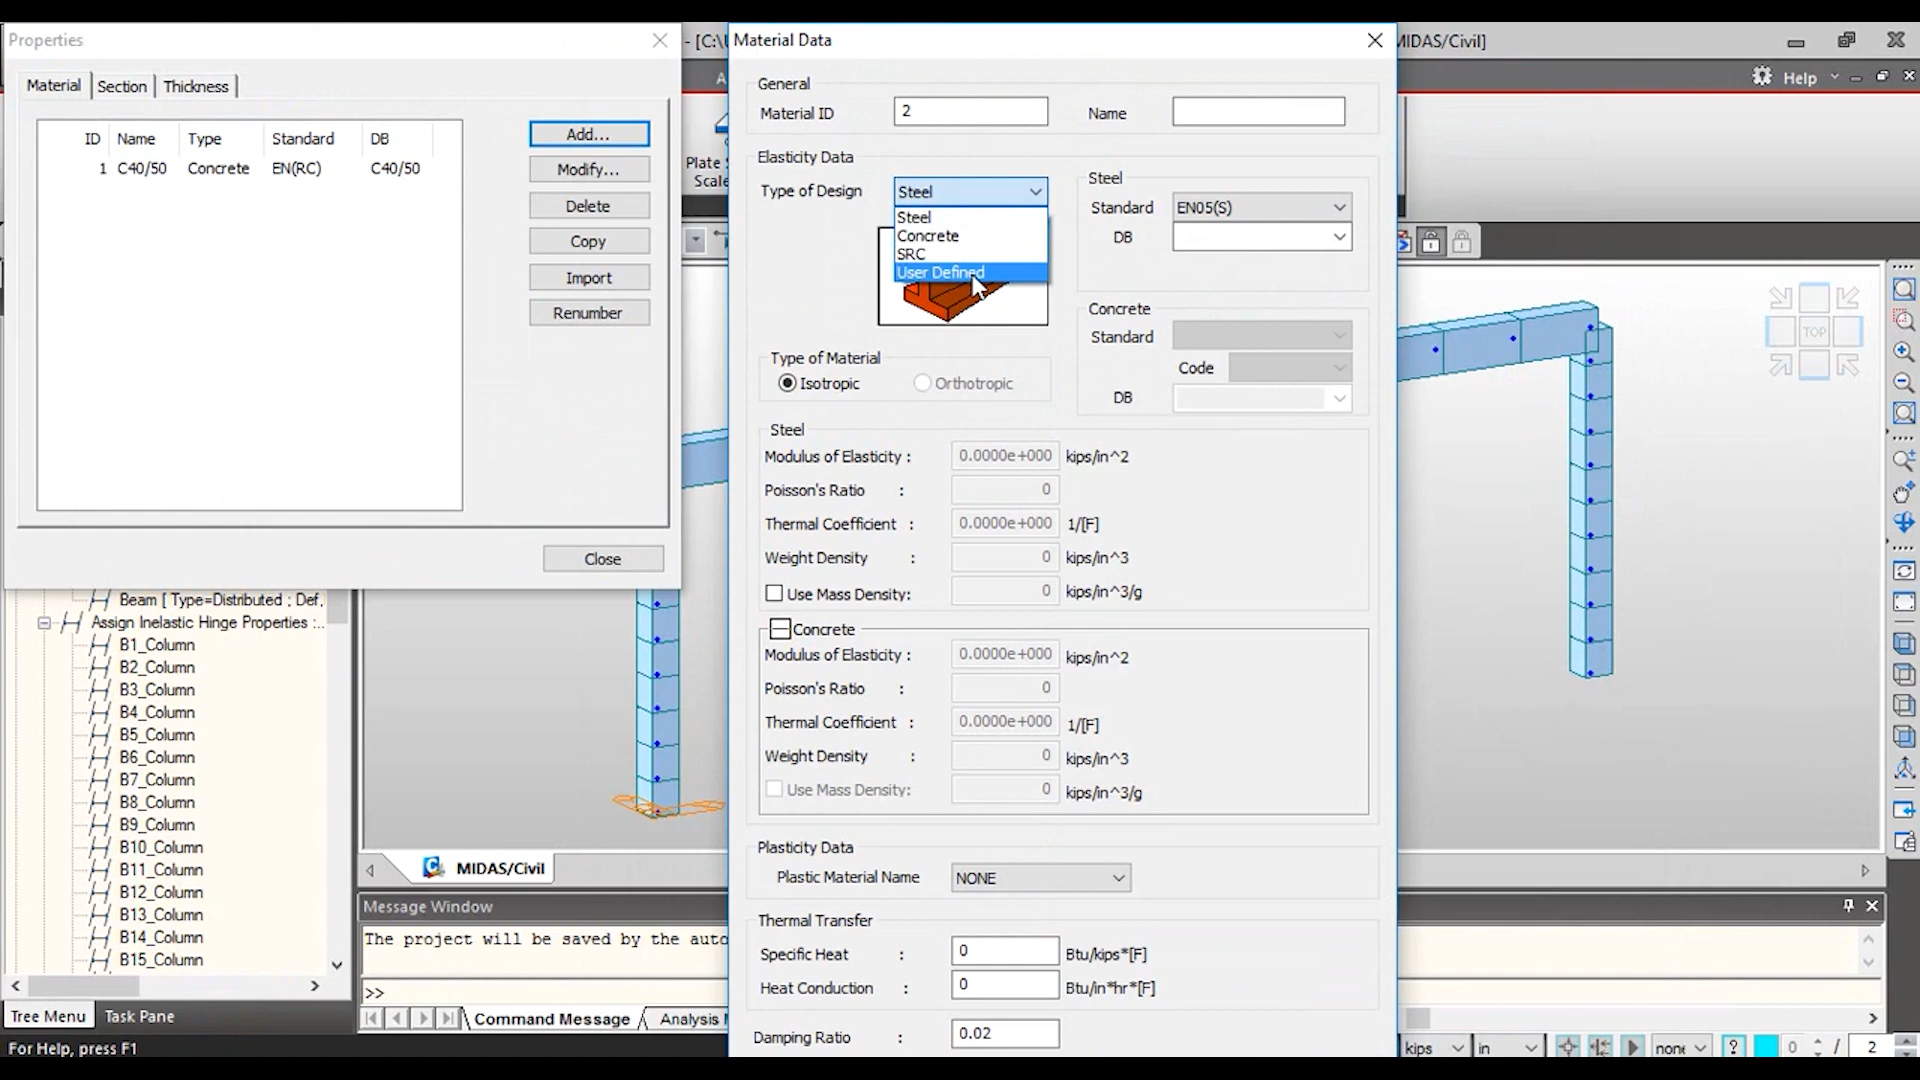 Properties
Material
Section
Thickness
ID Name Type Standard DB
1 C40/50 Concrete EN(RC) C40/50
Add...
Modify...
Delete
Copy
Import
Renumber
Close
- [C:\
MIDAS/Civil]
Help
Plate
Scale
Material Data
General
Material ID 2 Name
Elasticity Data
Type of Design Steel
Steel
Concrete
SRC
User Defined
Steel
Standard EN05(S)
DB
Concrete
Standard
Code
DB
Type of Material
Isotropic Orthotropic
Steel
Modulus of Elasticity : 0.0000e+000 kips/in^2
Poisson's Ratio : 0
Thermal Coefficient : 0.0000e+000 1/[F]
Weight Density : 0 kips/in^3
Use Mass Density: 0 kips/in^3/g
Concrete
Modulus of Elasticity : 0.0000e+000 kips/in^2
Poisson's Ratio : 0
Thermal Coefficient : 0.0000e+000 1/[F]
Weight Density : 0 kips/in^3
Use Mass Density: 0 kips/in^3/g
Plasticity Data
Plastic Material Name NONE
Thermal Transfer
Specific Heat : 0 Btu/kips*[F]
Heat Conduction : 0 Btu/in*hr*[F]
Damping Ratio : 0.02
TOP
Beam [ Type=Distributed ; Def,
Assign Inelastic Hinge Properties :..
B1_Column
B2_Column
B3_Column
B4_Column
B5_Column
B6_Column
B7_Column
B8_Column
B9_Column
B10_Column
B11_Column
B12_Column
B13_Column
B14_Column
B15_Column
Tree Menu
Task Pane
MIDAS/Civil
Message Window
The project will be saved by the auto
>>
Command Message
Analysis
For Help, press F1
kips
in
none
?
0
/ 2